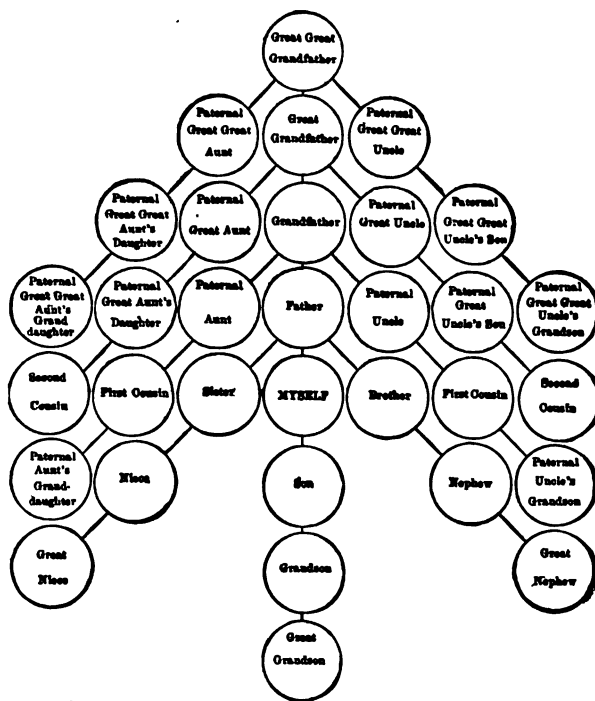 Great Great
Grandfather
Paternal
Great Great
Aunt
Great
Grandfather
Paternal
Great Great
Uncle
Paternal
Great Great
Aunt's
Daughter
Paternal
Great Aunt
Grandfather
Paternal
Great Uncle
Paternal
Great Great
Uncle's Son
Paternal
Great Great
Aunt's
Grand
daughter
Paternal
Great Aunt's
Daughter
Paternal
Aunt
Father
Paternal
Uncle
Paternal
Great
Uncle's Son
Paternal
Great Great
Uncle's
Grandson
Second
Cousin
First Cousin
Sister
MYSELF
Brother
First Cousin
Second
Cousin
Paternal
Aunt's
Grand-
daughter
Niece
Son
Nephew
Paternal
Uncle's
Grandson
Great
Niece
Grandson
Great
Nephew
Great
Grandson